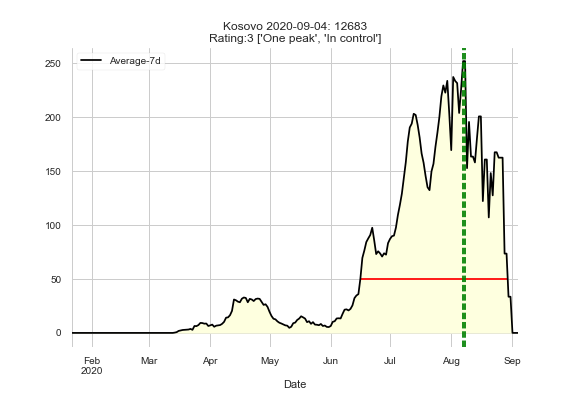 Kosovo 2020-09-04: 12683
Rating:3 ['One peak', 'In control']
Average-7d
250
200
150
100
50
0
Feb
2020
Mar
Apr
May
Jun
Jul
Aug
Sep
Date